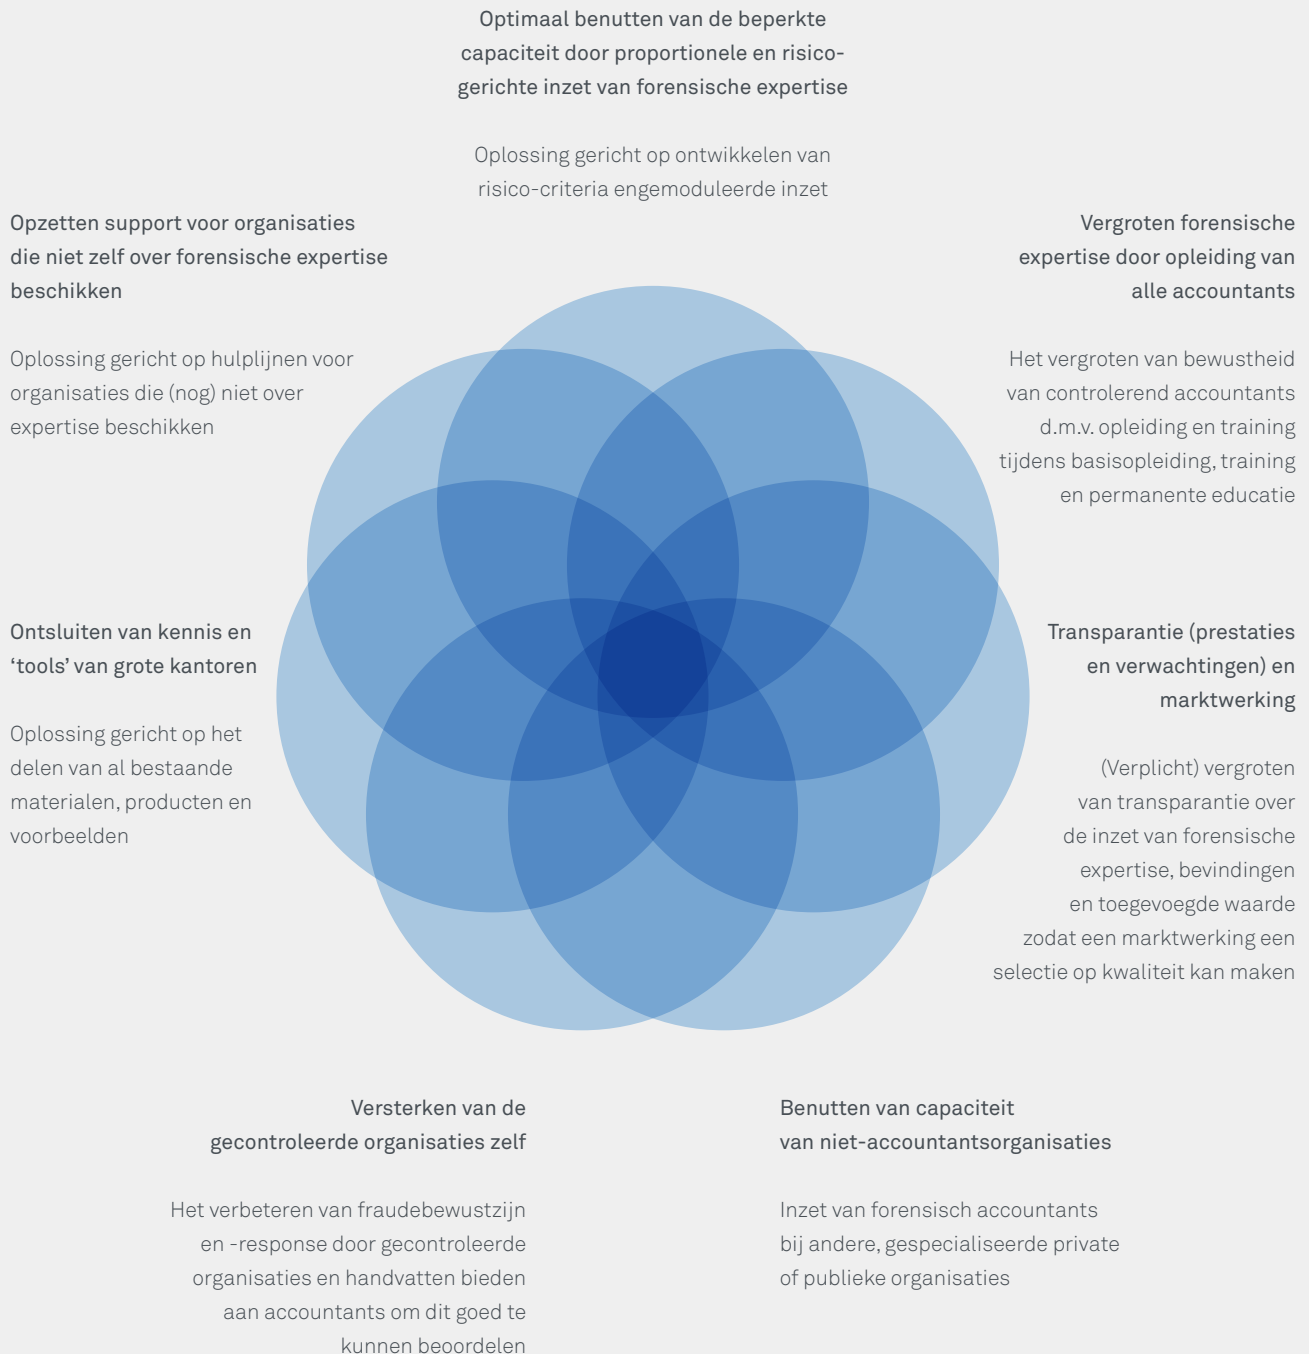 Optimaal benutten van de beperkte
capaciteit door proportionele en risico-
gerichte inzet van forensische expertise
Oplossing gericht op ontwikkelen van
risico-criteria engemoduleerde inzet
Opzetten support voor organisaties
die niet zelf over forensische expertise
beschikken
Oplossing gericht op hulplijnen voor
organisaties die (nog) niet over
expertise beschikken
Vergroten forensische
expertise door opleiding van
alle accountants
Het vergroten van bewustheid
van controlerend accountants
d.m.v. opleiding en training
tijdens basisopleiding, training
en permanente educatie
Ontsluiten van kennis en
‘tools’ van grote kantoren
Oplossing gericht op het
delen van al bestaande
materialen, producten en
voorbeelden
Transparantie (prestaties
en verwachtingen) en
marktwerking
(Verplicht) vergroten
van transparantie over
de inzet van forensische
expertise, bevindingen
en toegevoegde waarde
zodat een marktwerking een
selectie op kwaliteit kan maken
Versterken van de
gecontroleerde organisaties zelf
Het verbeteren van fraudebewustzijn
en -response door gecontroleerde
organisaties en handvatten bieden
aan accountants om dit goed te
kunnen beoordelen
Benutten van capaciteit
van niet-accountantsorganisaties
Inzet van forensisch accountants
bij andere, gespecialiseerde private
of publieke organisaties